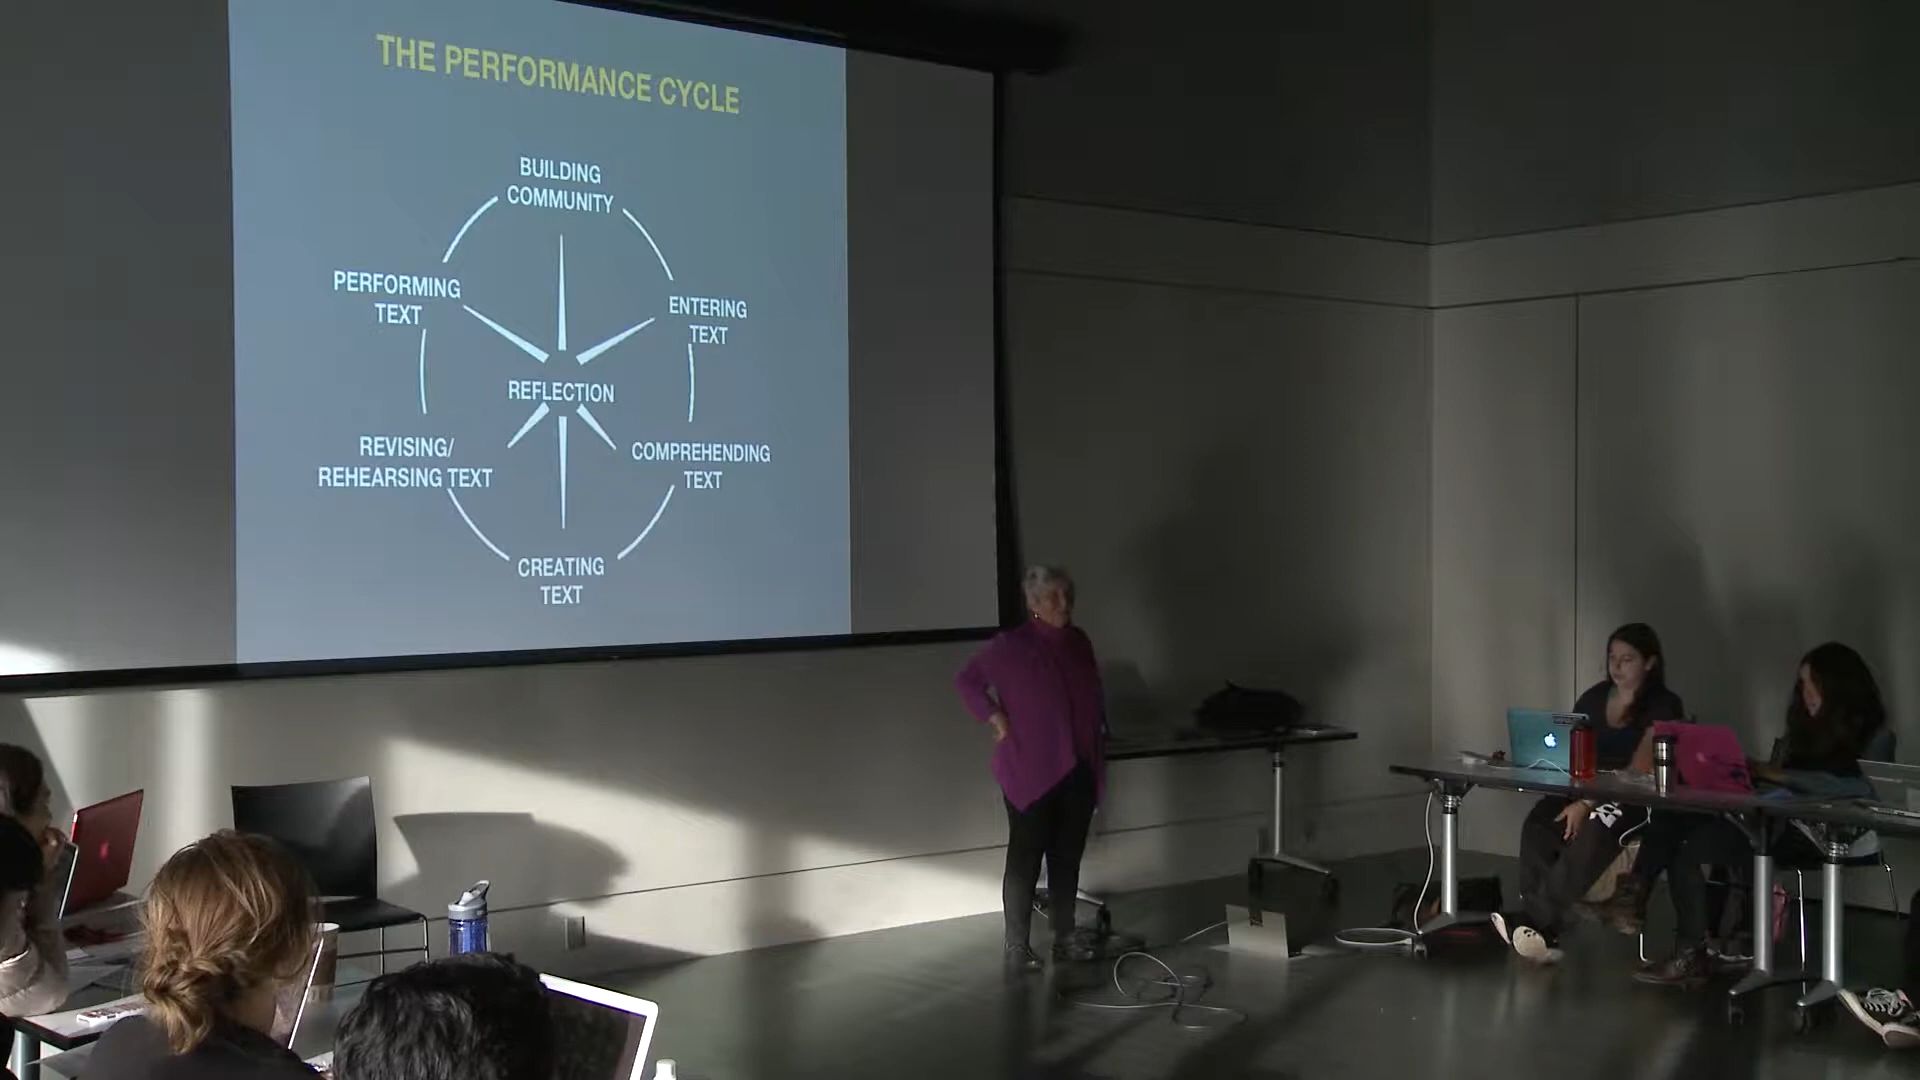 THE PERFORMANCE CYCLE
BUILDING
COMMUNITY
ENTERING
TEXT
COMPREHENDING
TEXT
CREATING
TEXT
REVISING/
REHEARSING TEXT
PERFORMING
TEXT
REFLECTION